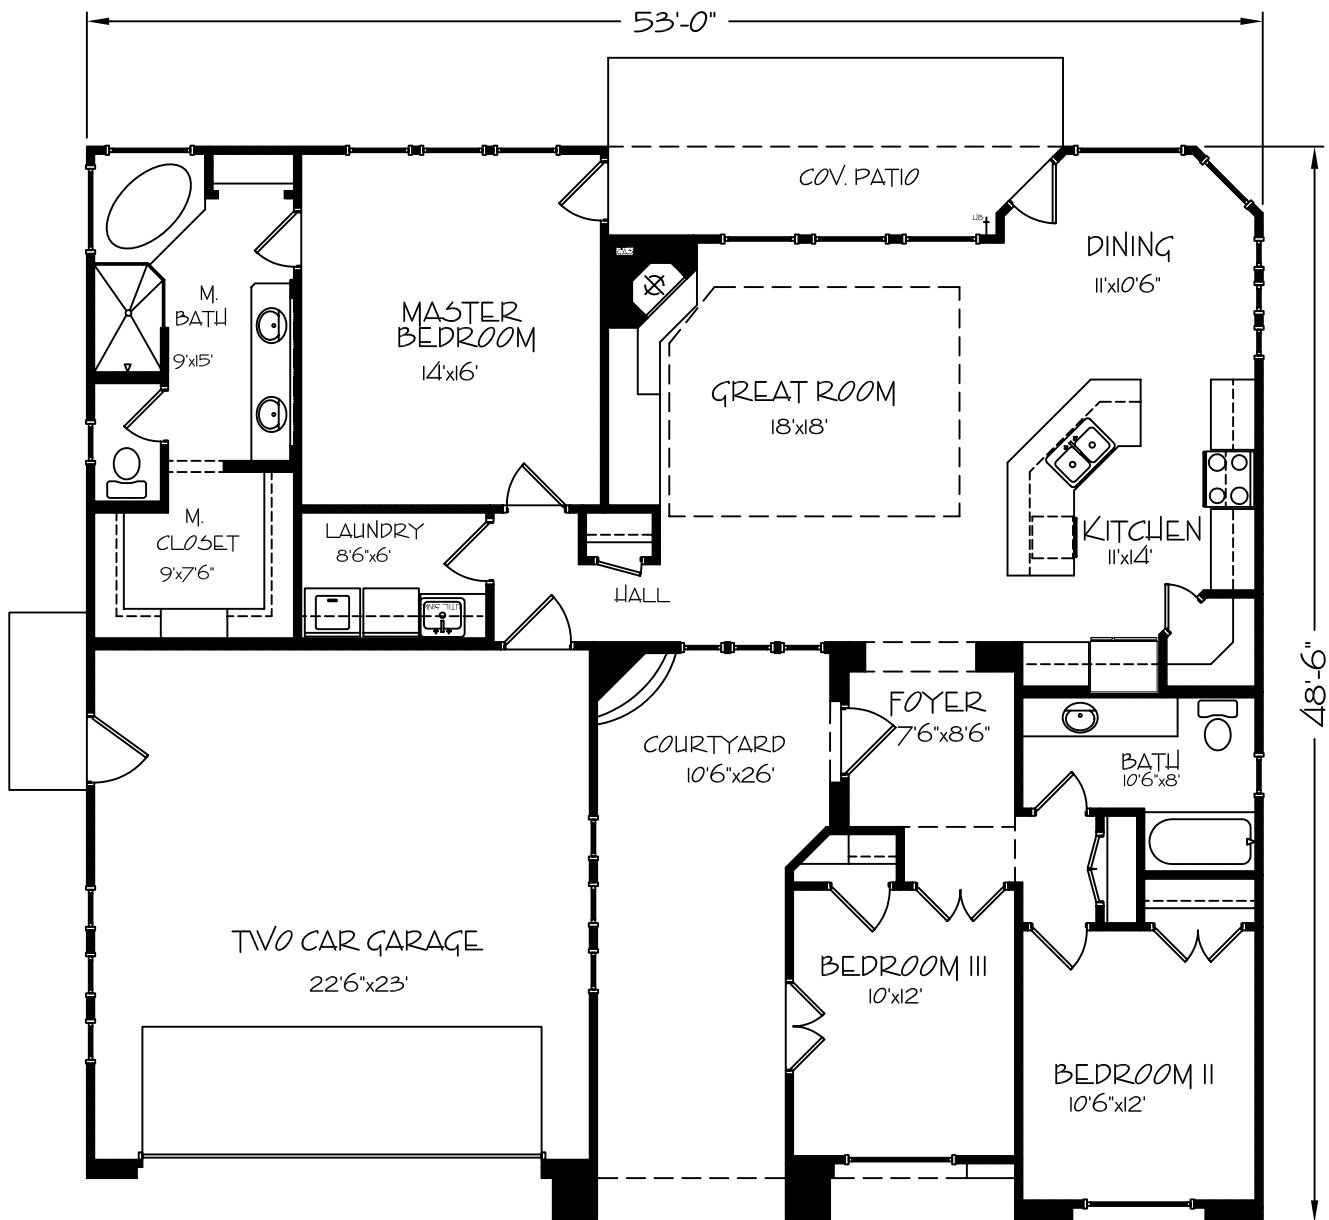 53'-0"
COV. PATIO
HB
DINING
11'x10'6"
M.
BATH
9'x15'
MASTER
BEDROOM
14'x16'
GREAT ROOM
18'x18'
M.
CLOSET
9'x7'6"
LAUNDRY
8'6"x6'
KITCHEN
11'x14'
HALL
48'-6"
FOYER
7'6"x8'6"
COURTYARD
10'6"x26'
BATH
10'6"x8'
TWO CAR GARAGE
22'6"x23'
BEDROOM III
10'x12'
BEDROOM II
10'6"x12'